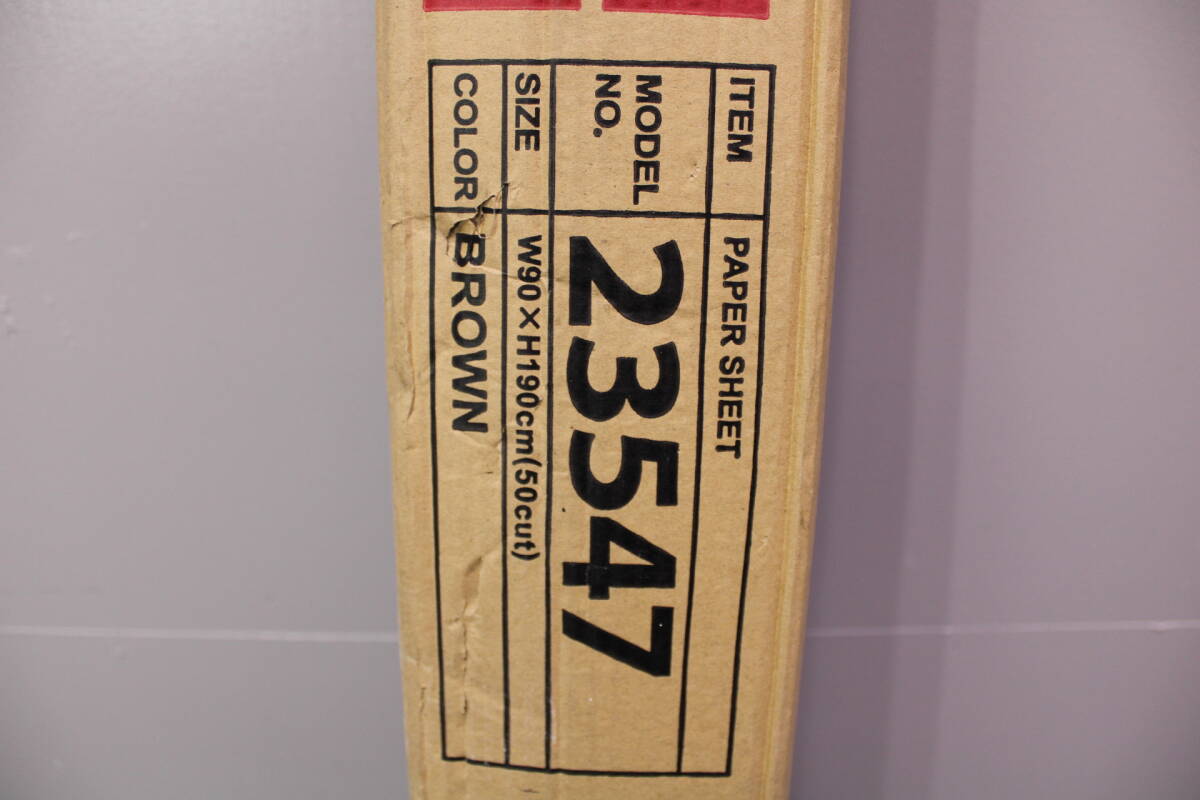 ITEM PAPER SHEET
MODEL NO. 23547
SIZE W90×H190cm(50cut)
COLOR BROWN